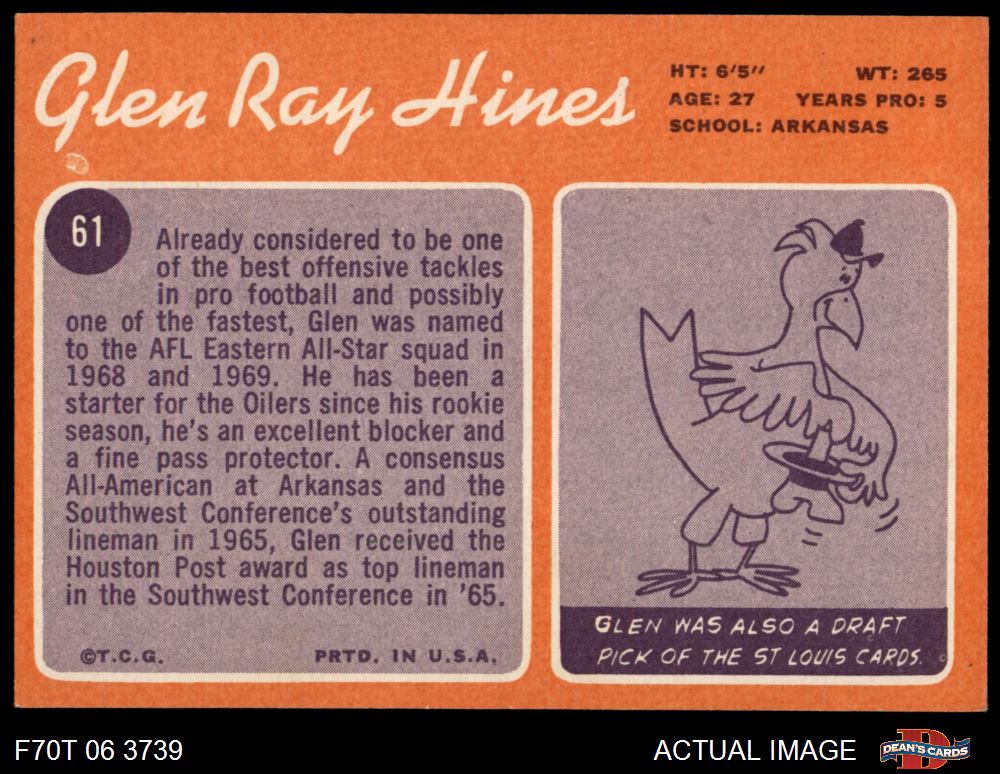 Glen Ray Hines
HT: 6'5'' WT: 265
AGE: 27 YEARS PRO: 5
SCHOOL: ARKANSAS
61
Already considered to be one
of the best offensive tackles
in pro football and possibly
one of the fastest, Glen was named
to the AFL Eastern All-Star squad in
1968 and 1969. He has been a
starter for the Oilers since his rookie
season, he's an excellent blocker and
a fine pass protector. A consensus
All-American at Arkansas and the
Southwest Conference's outstanding
lineman in 1965, Glen received the
Houston Post award as top lineman
in the Southwest Conference in '65.
©T.C.G. PRTD. IN U.S.A.
GLEN WAS ALSO A DRAFT
PICK OF THE ST LOUIS CARDS.
F70T 06 3739
ACTUAL IMAGE
DEAN'S CARDS